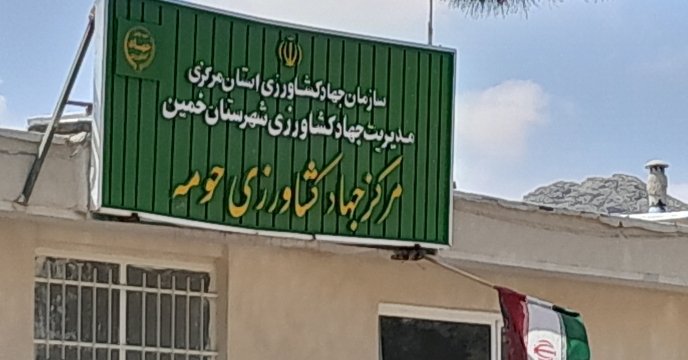 سازمان جهاد کشاورزی استان مرکزی
مدیریت جهاد کشاورزی شهرستان خمین
مرکز جهاد کشاورزی حومه